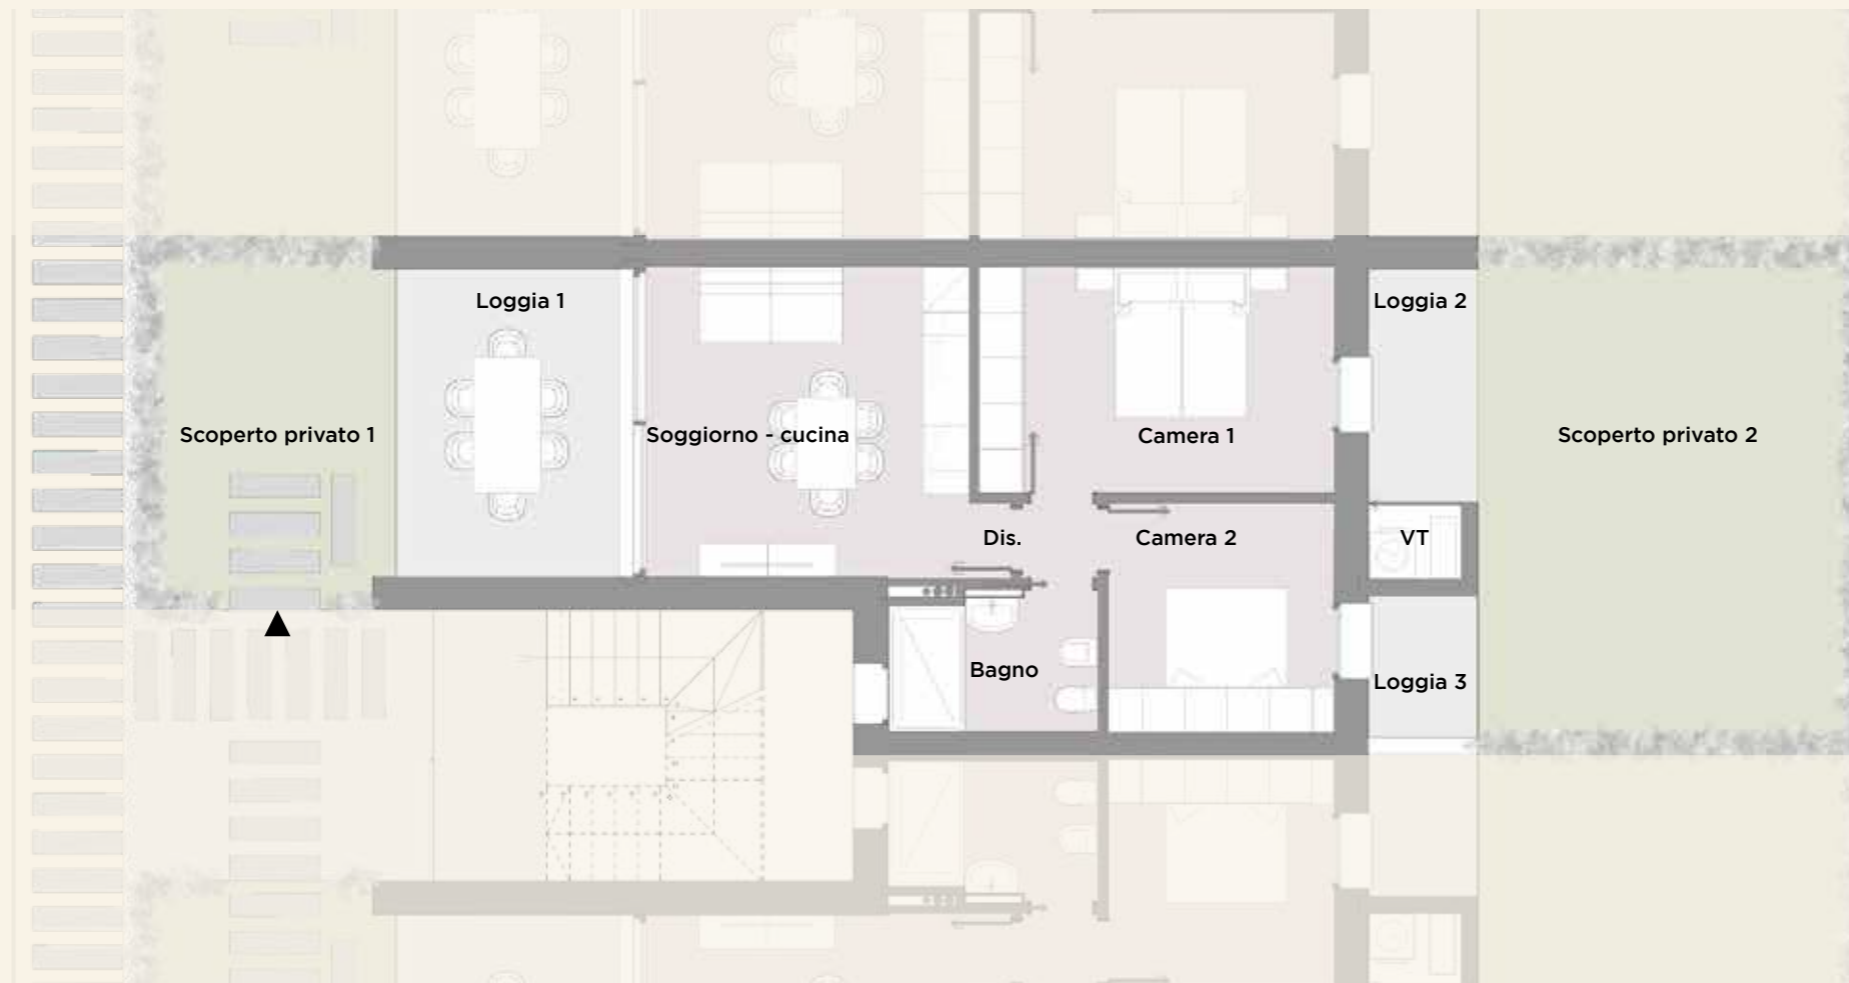 Loggia 1
Loggia 2
Scoperto privato 1
Soggiorno - cucina
Camera 1
Scoperto privato 2
Dis.
Camera 2
VT
Bagno
Loggia 3